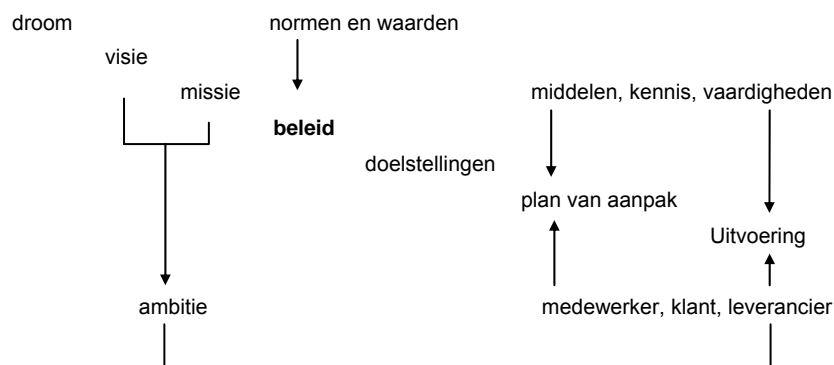 droom
normen en waarden
visie
missie
middelen, kennis, vaardigheden
beleid
doelstellingen
plan van aanpak
Uitvoering
ambitie
medewerker, klant, leverancier